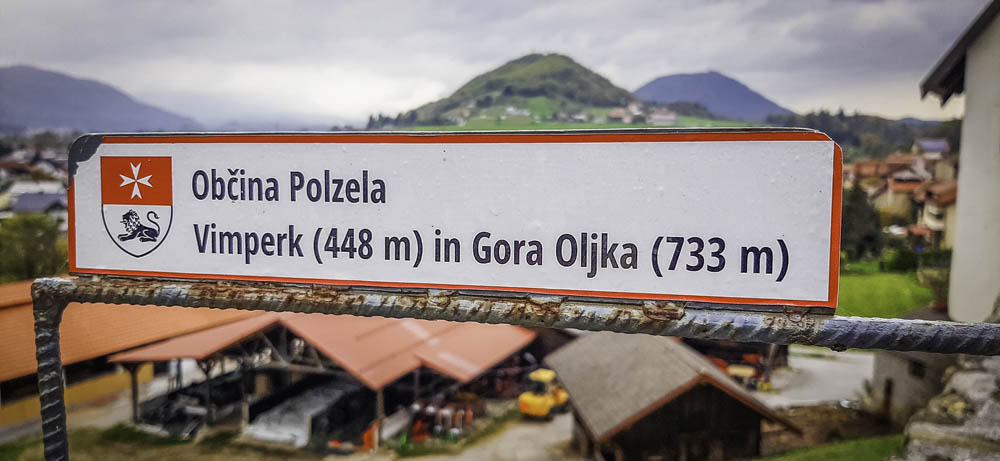 Občina Polzela
Vimperk (448 m) in Gora Oljka (733 m)